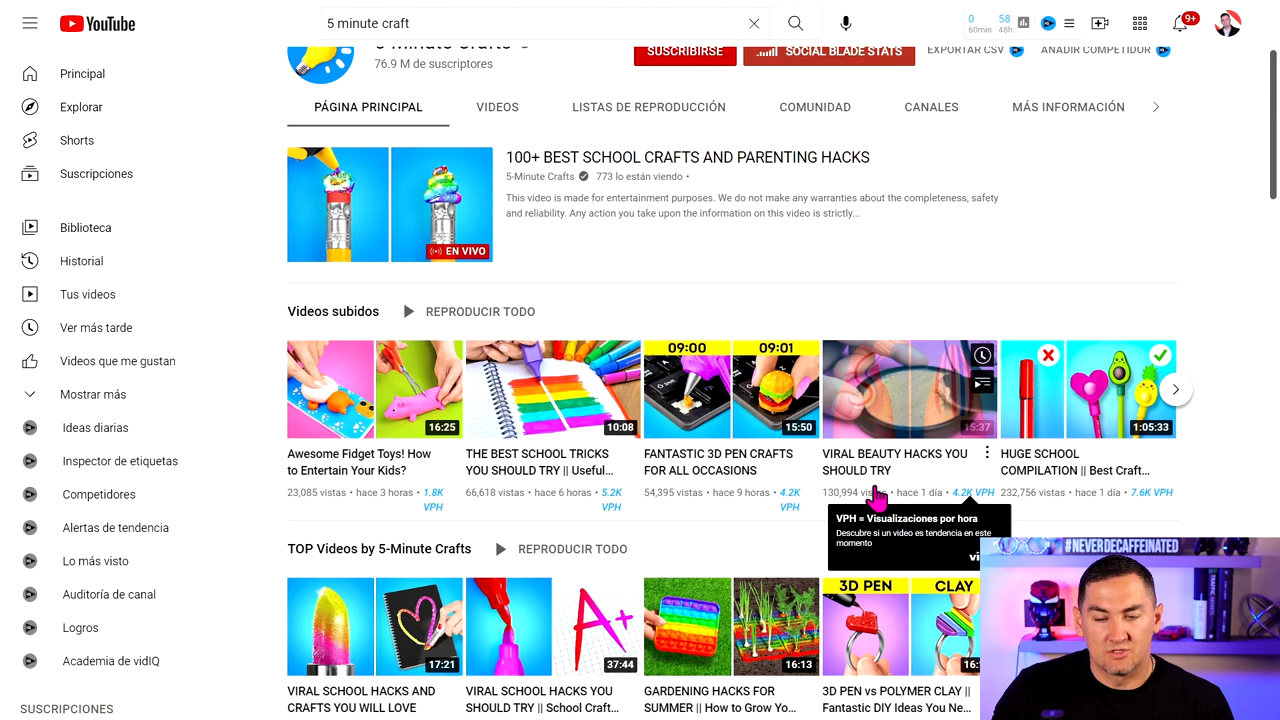 YouTube
5 minute craft
0
60min
58
48h
9+
5-Minute Crafts
76.9 M de suscriptores
SUSCRIBIRSE
SOCIAL BLADE STATS
EXPORTAR CSV
AÑADIR COMPETIDOR
PÁGINA PRINCIPAL
VIDEOS
LISTAS DE REPRODUCCIÓN
COMUNIDAD
CANALES
MÁS INFORMACIÓN
Principal
Explorar
Shorts
Suscripciones
Biblioteca
Historial
Tus videos
Ver más tarde
Videos que me gustan
Mostrar más
Ideas diarias
Inspector de etiquetas
Competidores
Alertas de tendencia
Lo más visto
Auditoría de canal
Logros
Academia de vidIQ
SUSCRIPCIONES
EN VIVO
100+ BEST SCHOOL CRAFTS AND PARENTING HACKS
5-Minute Crafts 773 lo están viendo •
This video is made for entertainment purposes. We do not make any warranties about the completeness, safety
and reliability. Any action you take upon the information on this video is strictly...
Videos subidos
REPRODUCIR TODO
16:25
Awesome Fidget Toys! How
to Entertain Your Kids?
23,085 vistas • hace 3 horas • 1.8K
VPH
10:08
THE BEST SCHOOL TRICKS
YOU SHOULD TRY || Useful...
66,618 vistas • hace 6 horas • 5.2K
VPH
09:00
09:01
15:50
FANTASTIC 3D PEN CRAFTS
FOR ALL OCCASIONS
54,395 vistas • hace 9 horas • 4.2K
VPH
15:37
VIRAL BEAUTY HACKS YOU
SHOULD TRY
130,994 vistas • hace 1 día • 4.2K VPH
VPH = Visualizaciones por hora
Descubre si un video es tendencia en este
momento
vi
1:05:33
HUGE SCHOOL
COMPILATION || Best Craft...
232,756 vistas • hace 1 día • 7.6K VPH
TOP Videos by 5-Minute Crafts
REPRODUCIR TODO
17:21
VIRAL SCHOOL HACKS AND
CRAFTS YOU WILL LOVE
A+
37:44
VIRAL SCHOOL HACKS YOU
SHOULD TRY || School Craft...
16:13
GARDENING HACKS FOR
SUMMER || How to Grow Yo...
3D PEN
CLAY
16:
3D PEN vs POLYMER CLAY ||
Fantastic DIY Ideas You Ne...
#NEVERDECAFFEINATED